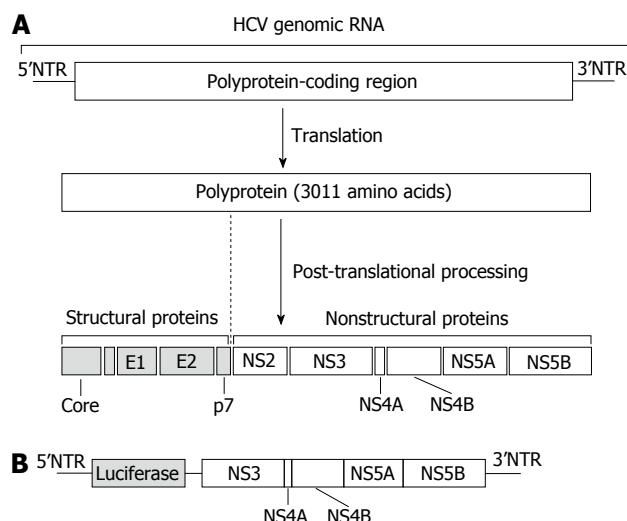 A
HCV genomic RNA
5′NTR
3′NTR
Polyprotein-coding region
Translation
Polyprotein (3011 amino acids)
Post-translational processing
Structural proteins
Nonstructural proteins
E1 E2 NS2 NS3 NS5A NS5B
Core p7 NS4A NS4B
B
5′NTR
3′NTR
Luciferase NS3 NS5A NS5B
NS4A NS4B